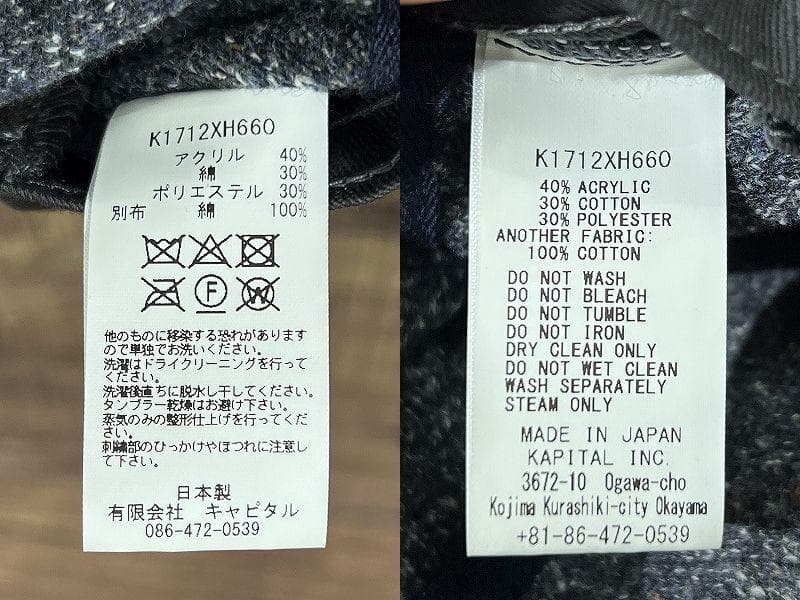 K1712XH660
アクリル 40%
綿 30%
ポリエステル 30%
別布 綿 100%
F
W
他のものに移染する恐れがあります
ので単独でお洗いください。
洗濯はドライクリーニングを行って
ください。
洗濯後直ちに脱水し干してください。
タンブラー乾燥はお避け下さい。
蒸気のみの整形仕上げを行ってくだ
さい。
刺繍部のひっかけやほつれに注意し
て下さい。
日本製
有限会社 キャピタル
086-472-0539
K1712XH660
40% ACRYLIC
30% COTTON
30% POLYESTER
ANOTHER FABRIC:
100% COTTON
DO NOT WASH
DO NOT BLEACH
DO NOT TUMBLE
DO NOT IRON
DRY CLEAN ONLY
DO NOT WET CLEAN
WASH SEPARATELY
STEAM ONLY
MADE IN JAPAN
KAPITAL INC.
3672-10 Ogawa-cho
Kojima Kurashiki-city Okayama
+81-86-472-0539